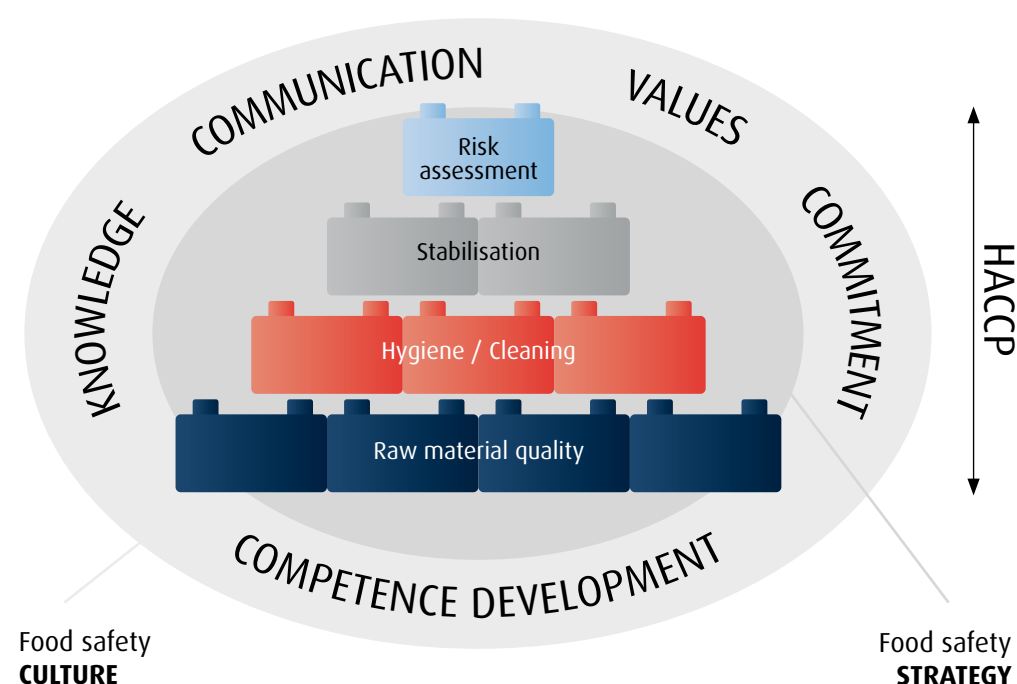 COMMUNICATION
VALUES
KNOWLEDGE
COMMITMENT
Risk
assessment
Stabilisation
Hygiene / Cleaning
Raw material quality
COMPETENCE DEVELOPMENT
HACCP
Food safety
CULTURE
Food safety
STRATEGY